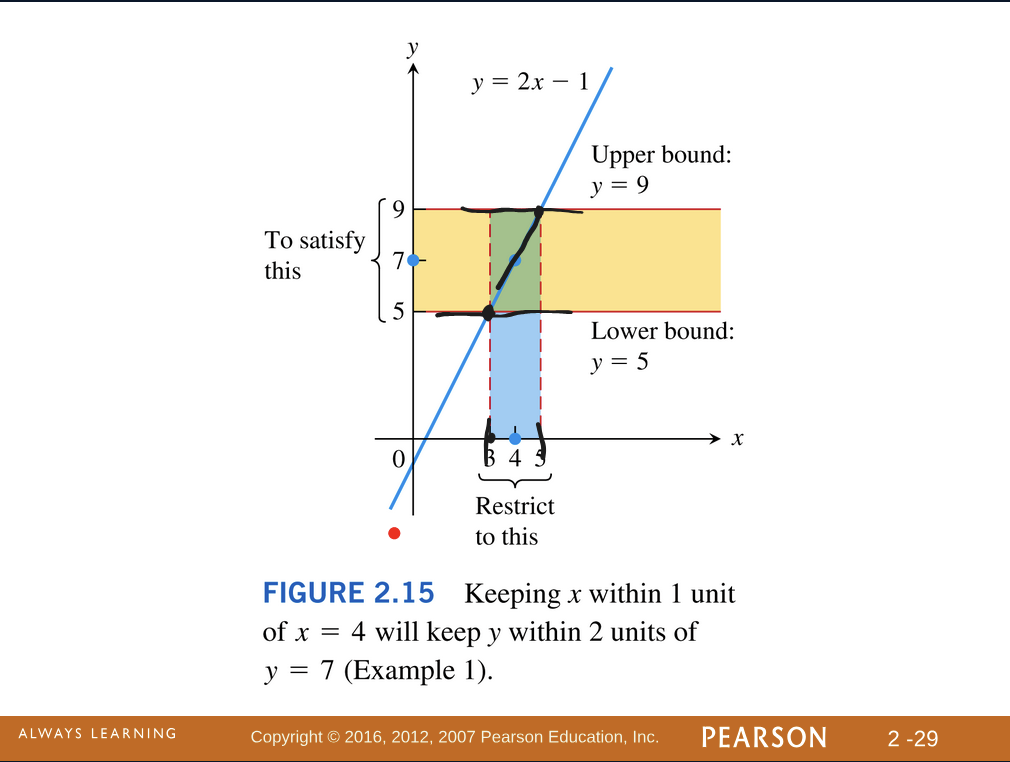 y
y = 2x − 1
Upper bound:
y = 9
9
To satisfy
this
7
5
Lower bound:
y = 5
x
0
3 4 5
Restrict
to this
FIGURE 2.15 Keeping x within 1 unit
of x = 4 will keep y within 2 units of
y = 7 (Example 1).
ALWAYS LEARNING
Copyright © 2016, 2012, 2007 Pearson Education, Inc.
PEARSON
2 -29